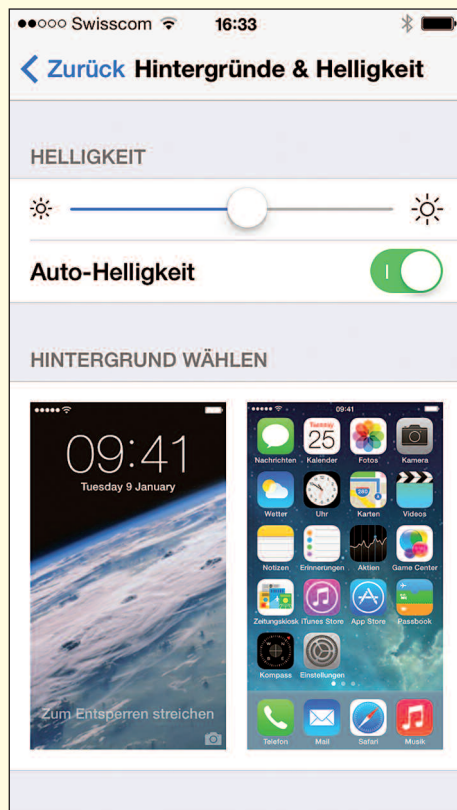 Swisscom 16:33
Zurück Hintergründe & Helligkeit
HELLIGKEIT
Auto-Helligkeit
HINTERGRUND WÄHLEN
09:41
Tuesday 9 January
Zum Entsperren streichen
09:41
Tuesday
25
Nachrichten Kalender Fotos Kamera
280
Wetter Uhr Karten Videos
Notizen Erinnerungen Aktien Game Center
Zeitungskiosk iTunes Store App Store Passbook
Kompass Einstellungen
Telefon Mail Safari Musik